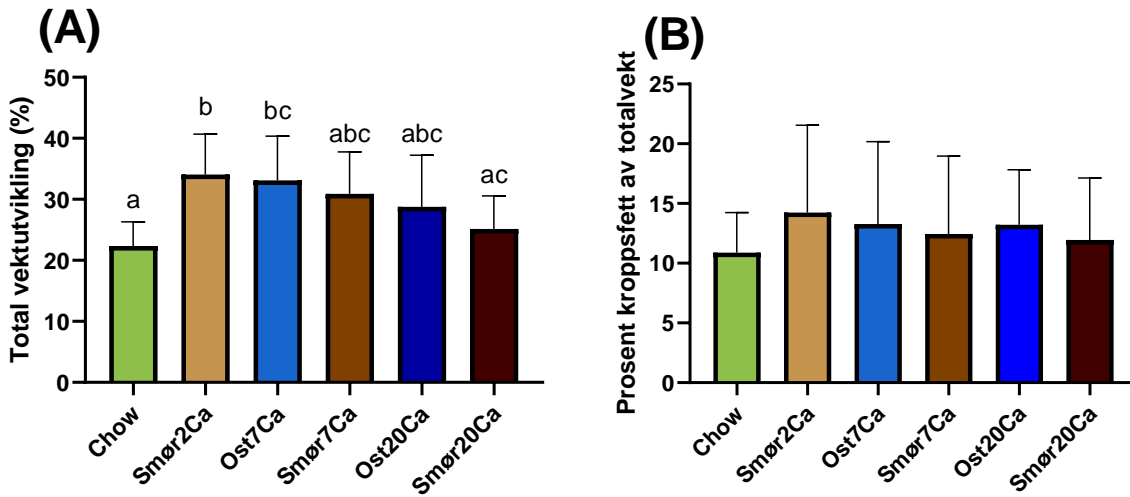 (A)
Total vektutvikling (%)
50
40
30
20
10
0
a
b
bc
abc
abc
ac
Chow
Smør2Ca
Ost7Ca
Smør7Ca
Ost20Ca
Smør20Ca
(B)
Prosent kroppsfett av totalvekt
25
20
15
10
5
0
Chow
Smør2Ca
Ost7Ca
Smør7Ca
Ost20Ca
Smør20Ca